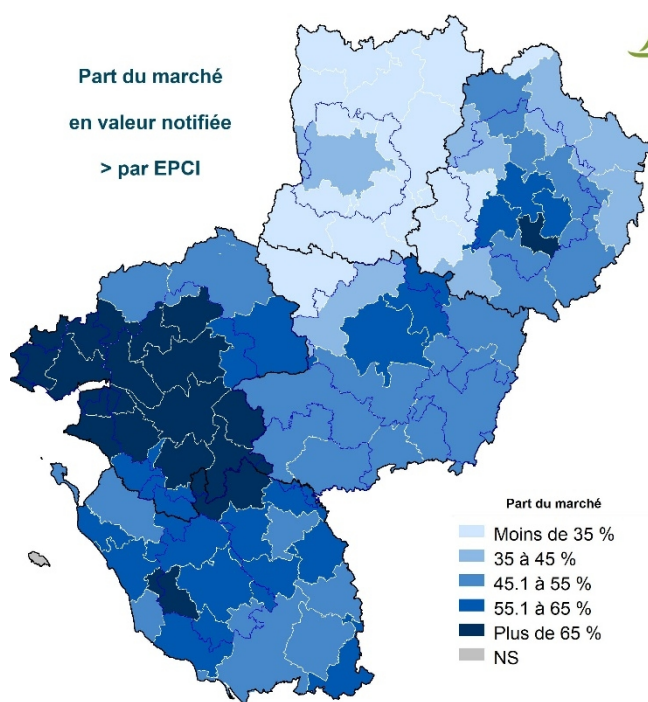 Part du marché
en valeur notifiée
> par EPCI
Part du marché
Moins de 35 %
35 à 45 %
45.1 à 55 %
55.1 à 65 %
Plus de 65 %
NS